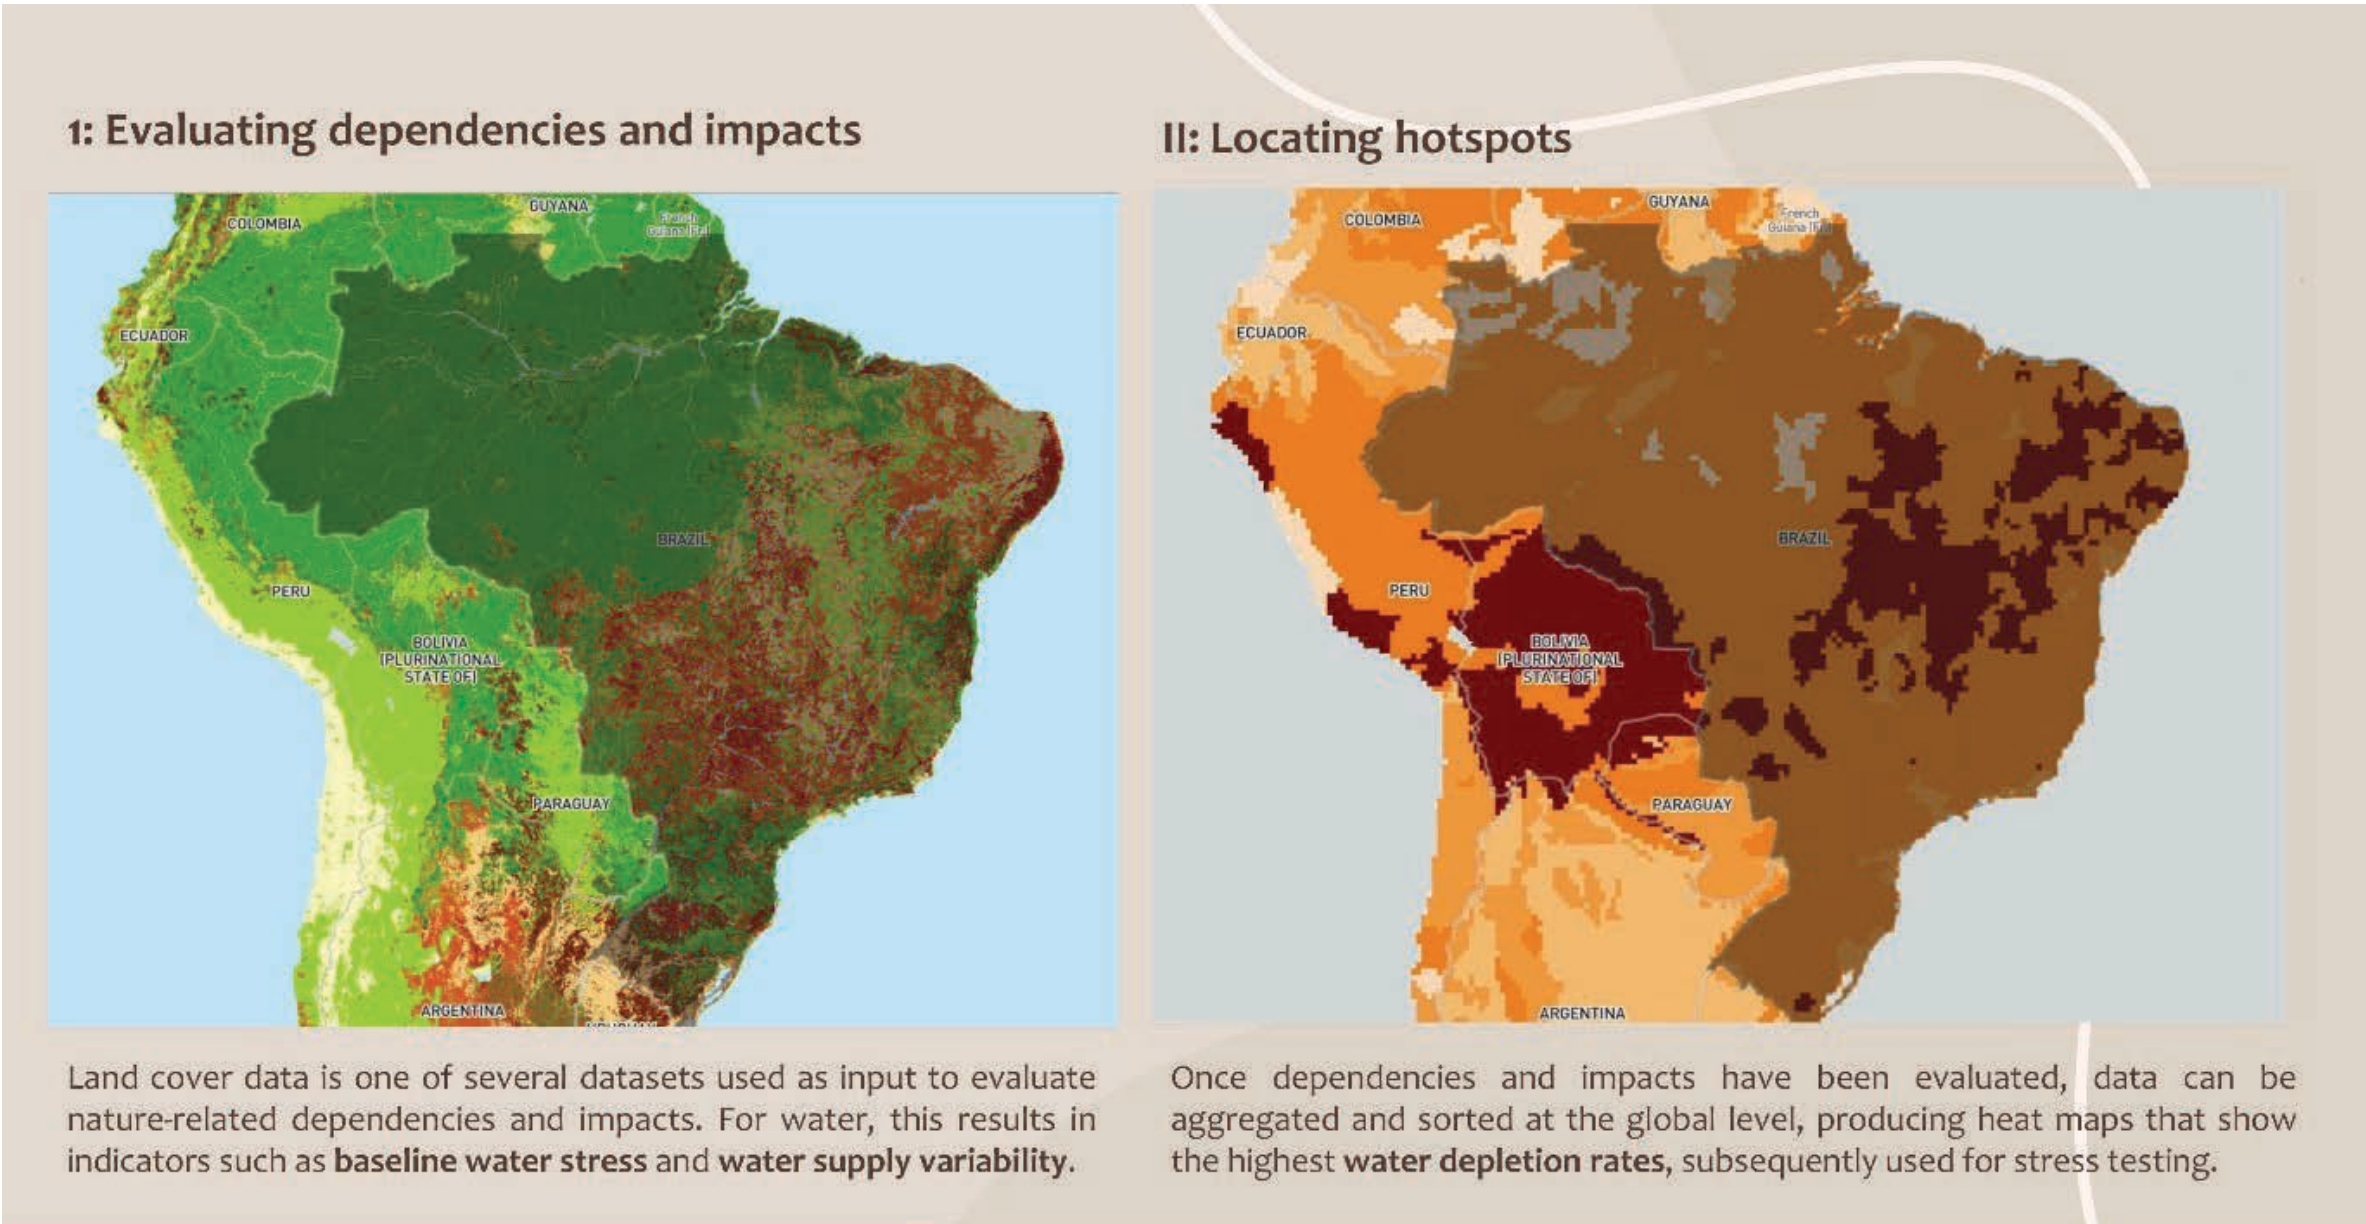 1: Evaluating dependencies and impacts
COLOMBIA
GUYANA
French
Guiana (Fr.)
ECUADOR
BRAZIL
PERU
BOLIVIA
(PLURINATIONAL
STATE OF)
PARAGUAY
ARGENTINA
URUGUAY
Land cover data is one of several datasets used as input to evaluate
nature-related dependencies and impacts. For water, this results in
indicators such as baseline water stress and water supply variability.
II: Locating hotspots
COLOMBIA
GUYANA
French
Guiana (Fr.)
ECUADOR
BRAZIL
PERU
BOLIVIA
(PLURINATIONAL
STATE OF)
PARAGUAY
ARGENTINA
Once dependencies and impacts have been evaluated, data can be
aggregated and sorted at the global level, producing heat maps that show
the highest water depletion rates, subsequently used for stress testing.